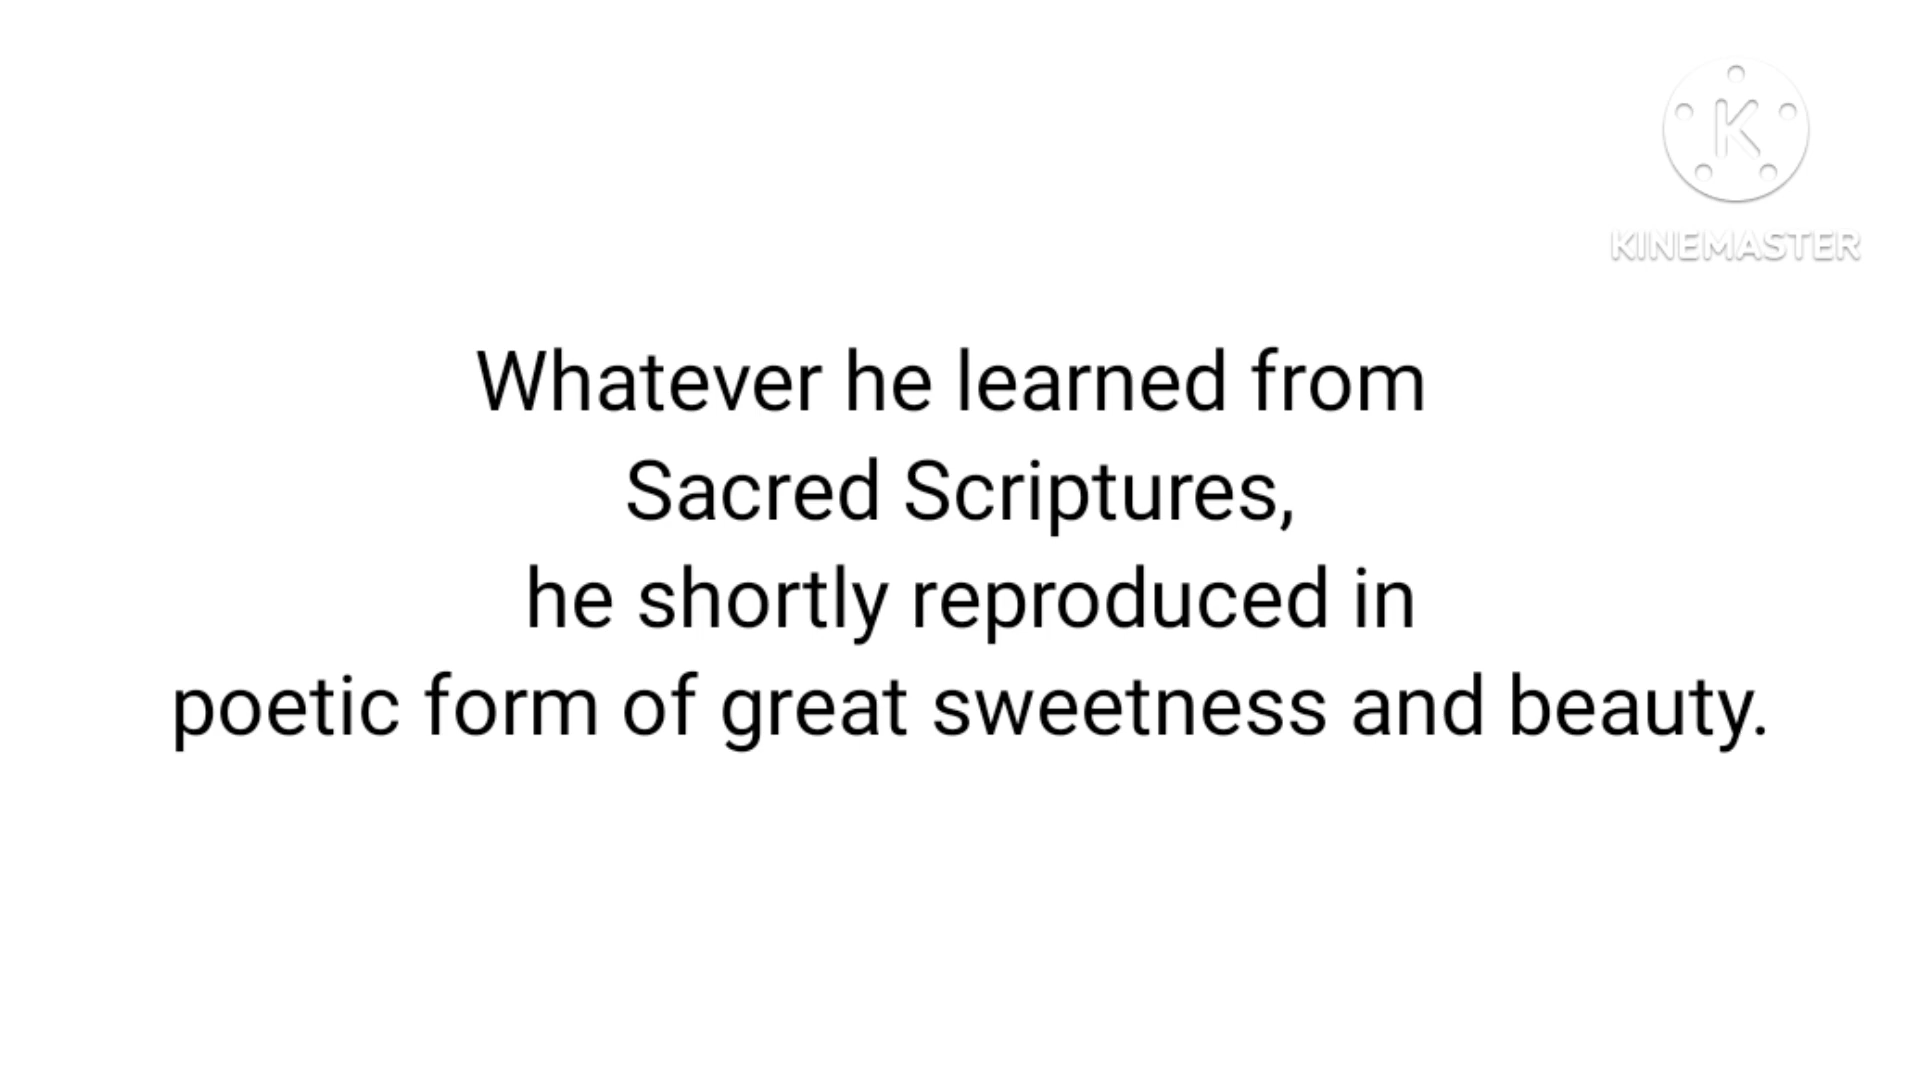 K
KINEMASTER
Whatever he learned from
Sacred Scriptures,
he shortly reproduced in
poetic form of great sweetness and beauty.